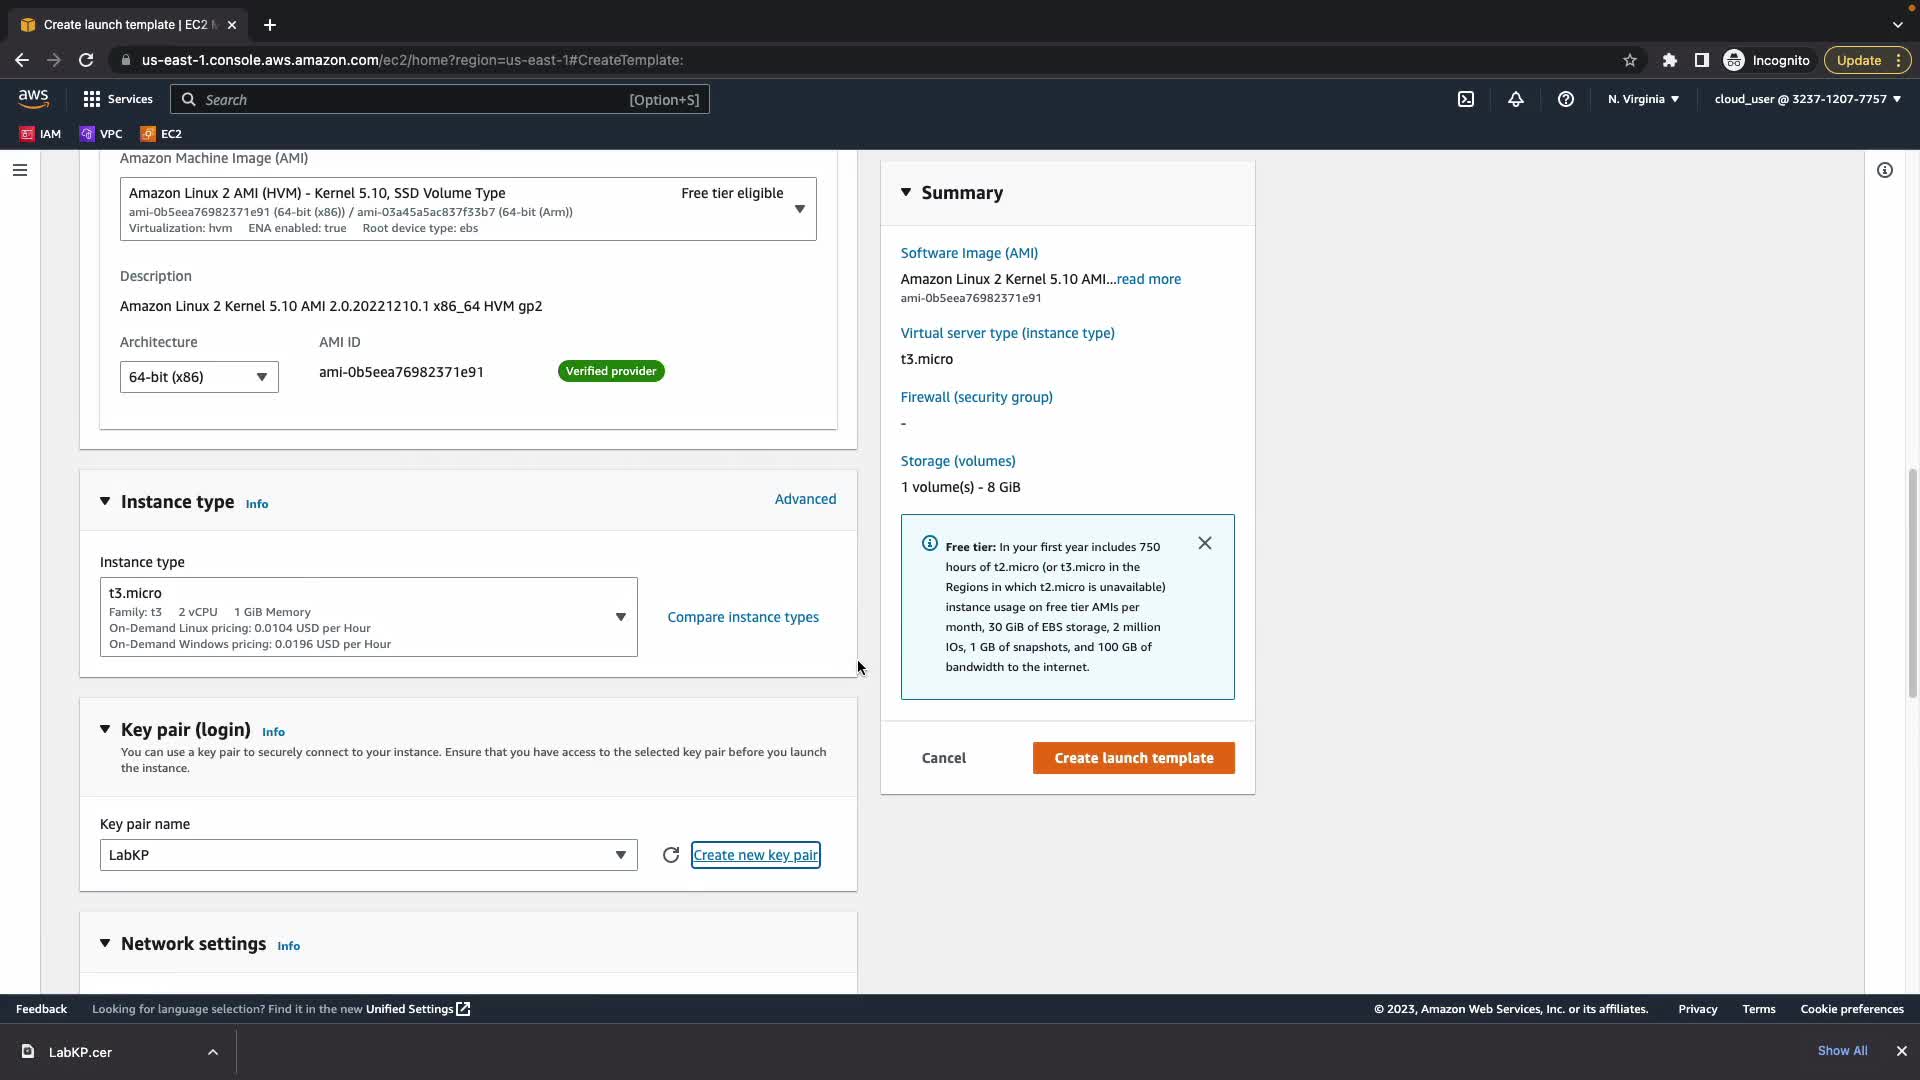 Create launch template | EC2 M
us-east-1.console.aws.amazon.com/ec2/home?region=us-east-1#CreateTemplate:
Incognito
Update
aws
Services
Search
[Option+S]
N. Virginia
cloud_user @ 3237-1207-7757
IAM
VPC
EC2
Amazon Machine Image (AMI)
Amazon Linux 2 AMI (HVM) - Kernel 5.10, SSD Volume Type
Free tier eligible
ami-0b5eea76982371e91 (64-bit (x86)) / ami-03a45a5ac837f33b7 (64-bit (Arm))
Virtualization: hvm ENA enabled: true Root device type: ebs
Description
Amazon Linux 2 Kernel 5.10 AMI 2.0.20221210.1 x86_64 HVM gp2
Architecture
AMI ID
64-bit (x86)
ami-0b5eea76982371e91
Verified provider
Instance type Info
Advanced
Instance type
t3.micro
Family: t3 2 vCPU 1 GiB Memory
On-Demand Linux pricing: 0.0104 USD per Hour
On-Demand Windows pricing: 0.0196 USD per Hour
Compare instance types
Key pair (login) Info
You can use a key pair to securely connect to your instance. Ensure that you have access to the selected key pair before you launch
the instance.
Key pair name
LabKP
Create new key pair
Network settings Info
Summary
Software Image (AMI)
Amazon Linux 2 Kernel 5.10 AMI...read more
ami-0b5eea76982371e91
Virtual server type (instance type)
t3.micro
Firewall (security group)
-
Storage (volumes)
1 volume(s) - 8 GiB
Free tier: In your first year includes 750
hours of t2.micro (or t3.micro in the
Regions in which t2.micro is unavailable)
instance usage on free tier AMIs per
month, 30 GiB of EBS storage, 2 million
IOs, 1 GB of snapshots, and 100 GB of
bandwidth to the internet.
Cancel
Create launch template
Feedback
Looking for language selection? Find it in the new Unified Settings
© 2023, Amazon Web Services, Inc. or its affiliates.
Privacy
Terms
Cookie preferences
LabKP.cer
Show All